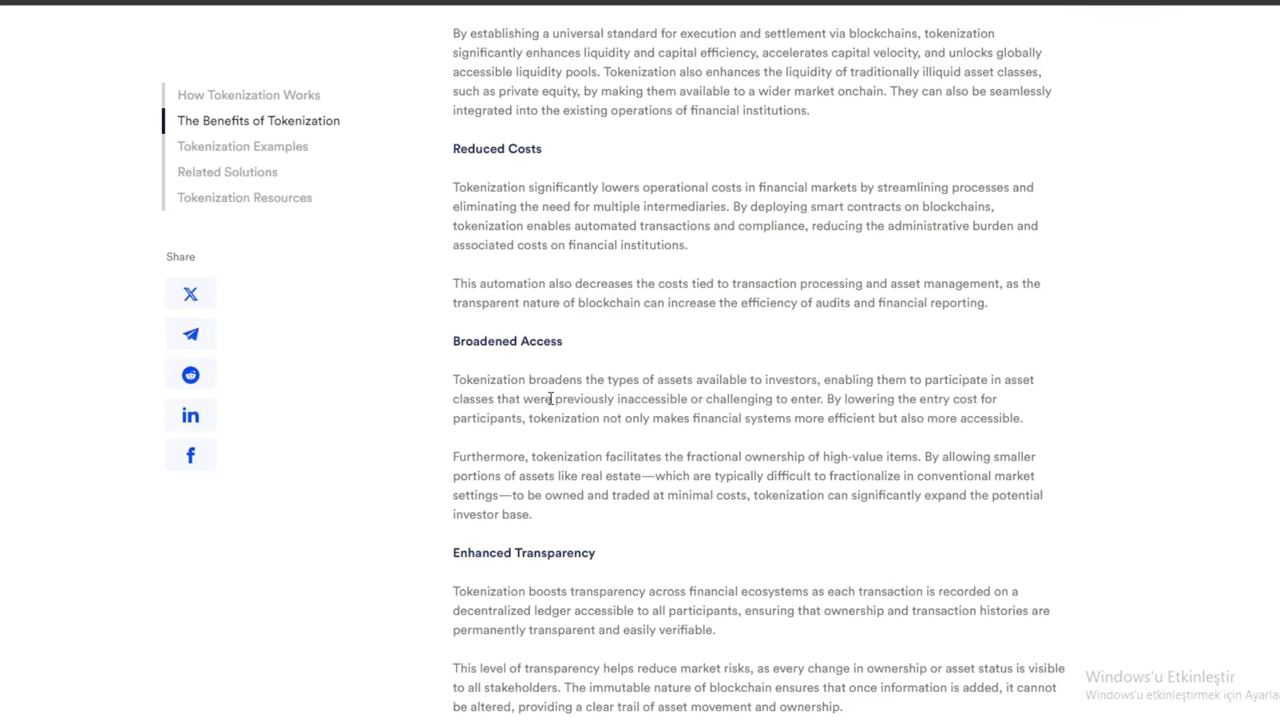 How Tokenization Works
The Benefits of Tokenization
Tokenization Examples
Related Solutions
Tokenization Resources
Share
By establishing a universal standard for execution and settlement via blockchains, tokenization
significantly enhances liquidity and capital efficiency, accelerates capital velocity, and unlocks globally
accessible liquidity pools. Tokenization also enhances the liquidity of traditionally illiquid asset classes,
such as private equity, by making them available to a wider market onchain. They can also be seamlessly
integrated into the existing operations of financial institutions.
Reduced Costs
Tokenization significantly lowers operational costs in financial markets by streamlining processes and
eliminating the need for multiple intermediaries. By deploying smart contracts on blockchains,
tokenization enables automated transactions and compliance, reducing the administrative burden and
associated costs on financial institutions.
This automation also decreases the costs tied to transaction processing and asset management, as the
transparent nature of blockchain can increase the efficiency of audits and financial reporting.
Broadened Access
Tokenization broadens the types of assets available to investors, enabling them to participate in asset
classes that were previously inaccessible or challenging to enter. By lowering the entry cost for
participants, tokenization not only makes financial systems more efficient but also more accessible.
Furthermore, tokenization facilitates the fractional ownership of high-value items. By allowing smaller
portions of assets like real estate—which are typically difficult to fractionalize in conventional market
settings—to be owned and traded at minimal costs, tokenization can significantly expand the potential
investor base.
Enhanced Transparency
Tokenization boosts transparency across financial ecosystems as each transaction is recorded on a
decentralized ledger accessible to all participants, ensuring that ownership and transaction histories are
permanently transparent and easily verifiable.
This level of transparency helps reduce market risks, as every change in ownership or asset status is visible
to all stakeholders. The immutable nature of blockchain ensures that once information is added, it cannot
be altered, providing a clear trail of asset movement and ownership.
Windows'u Etkinleştir
Windows'u etkinleştirmek için Ayarla